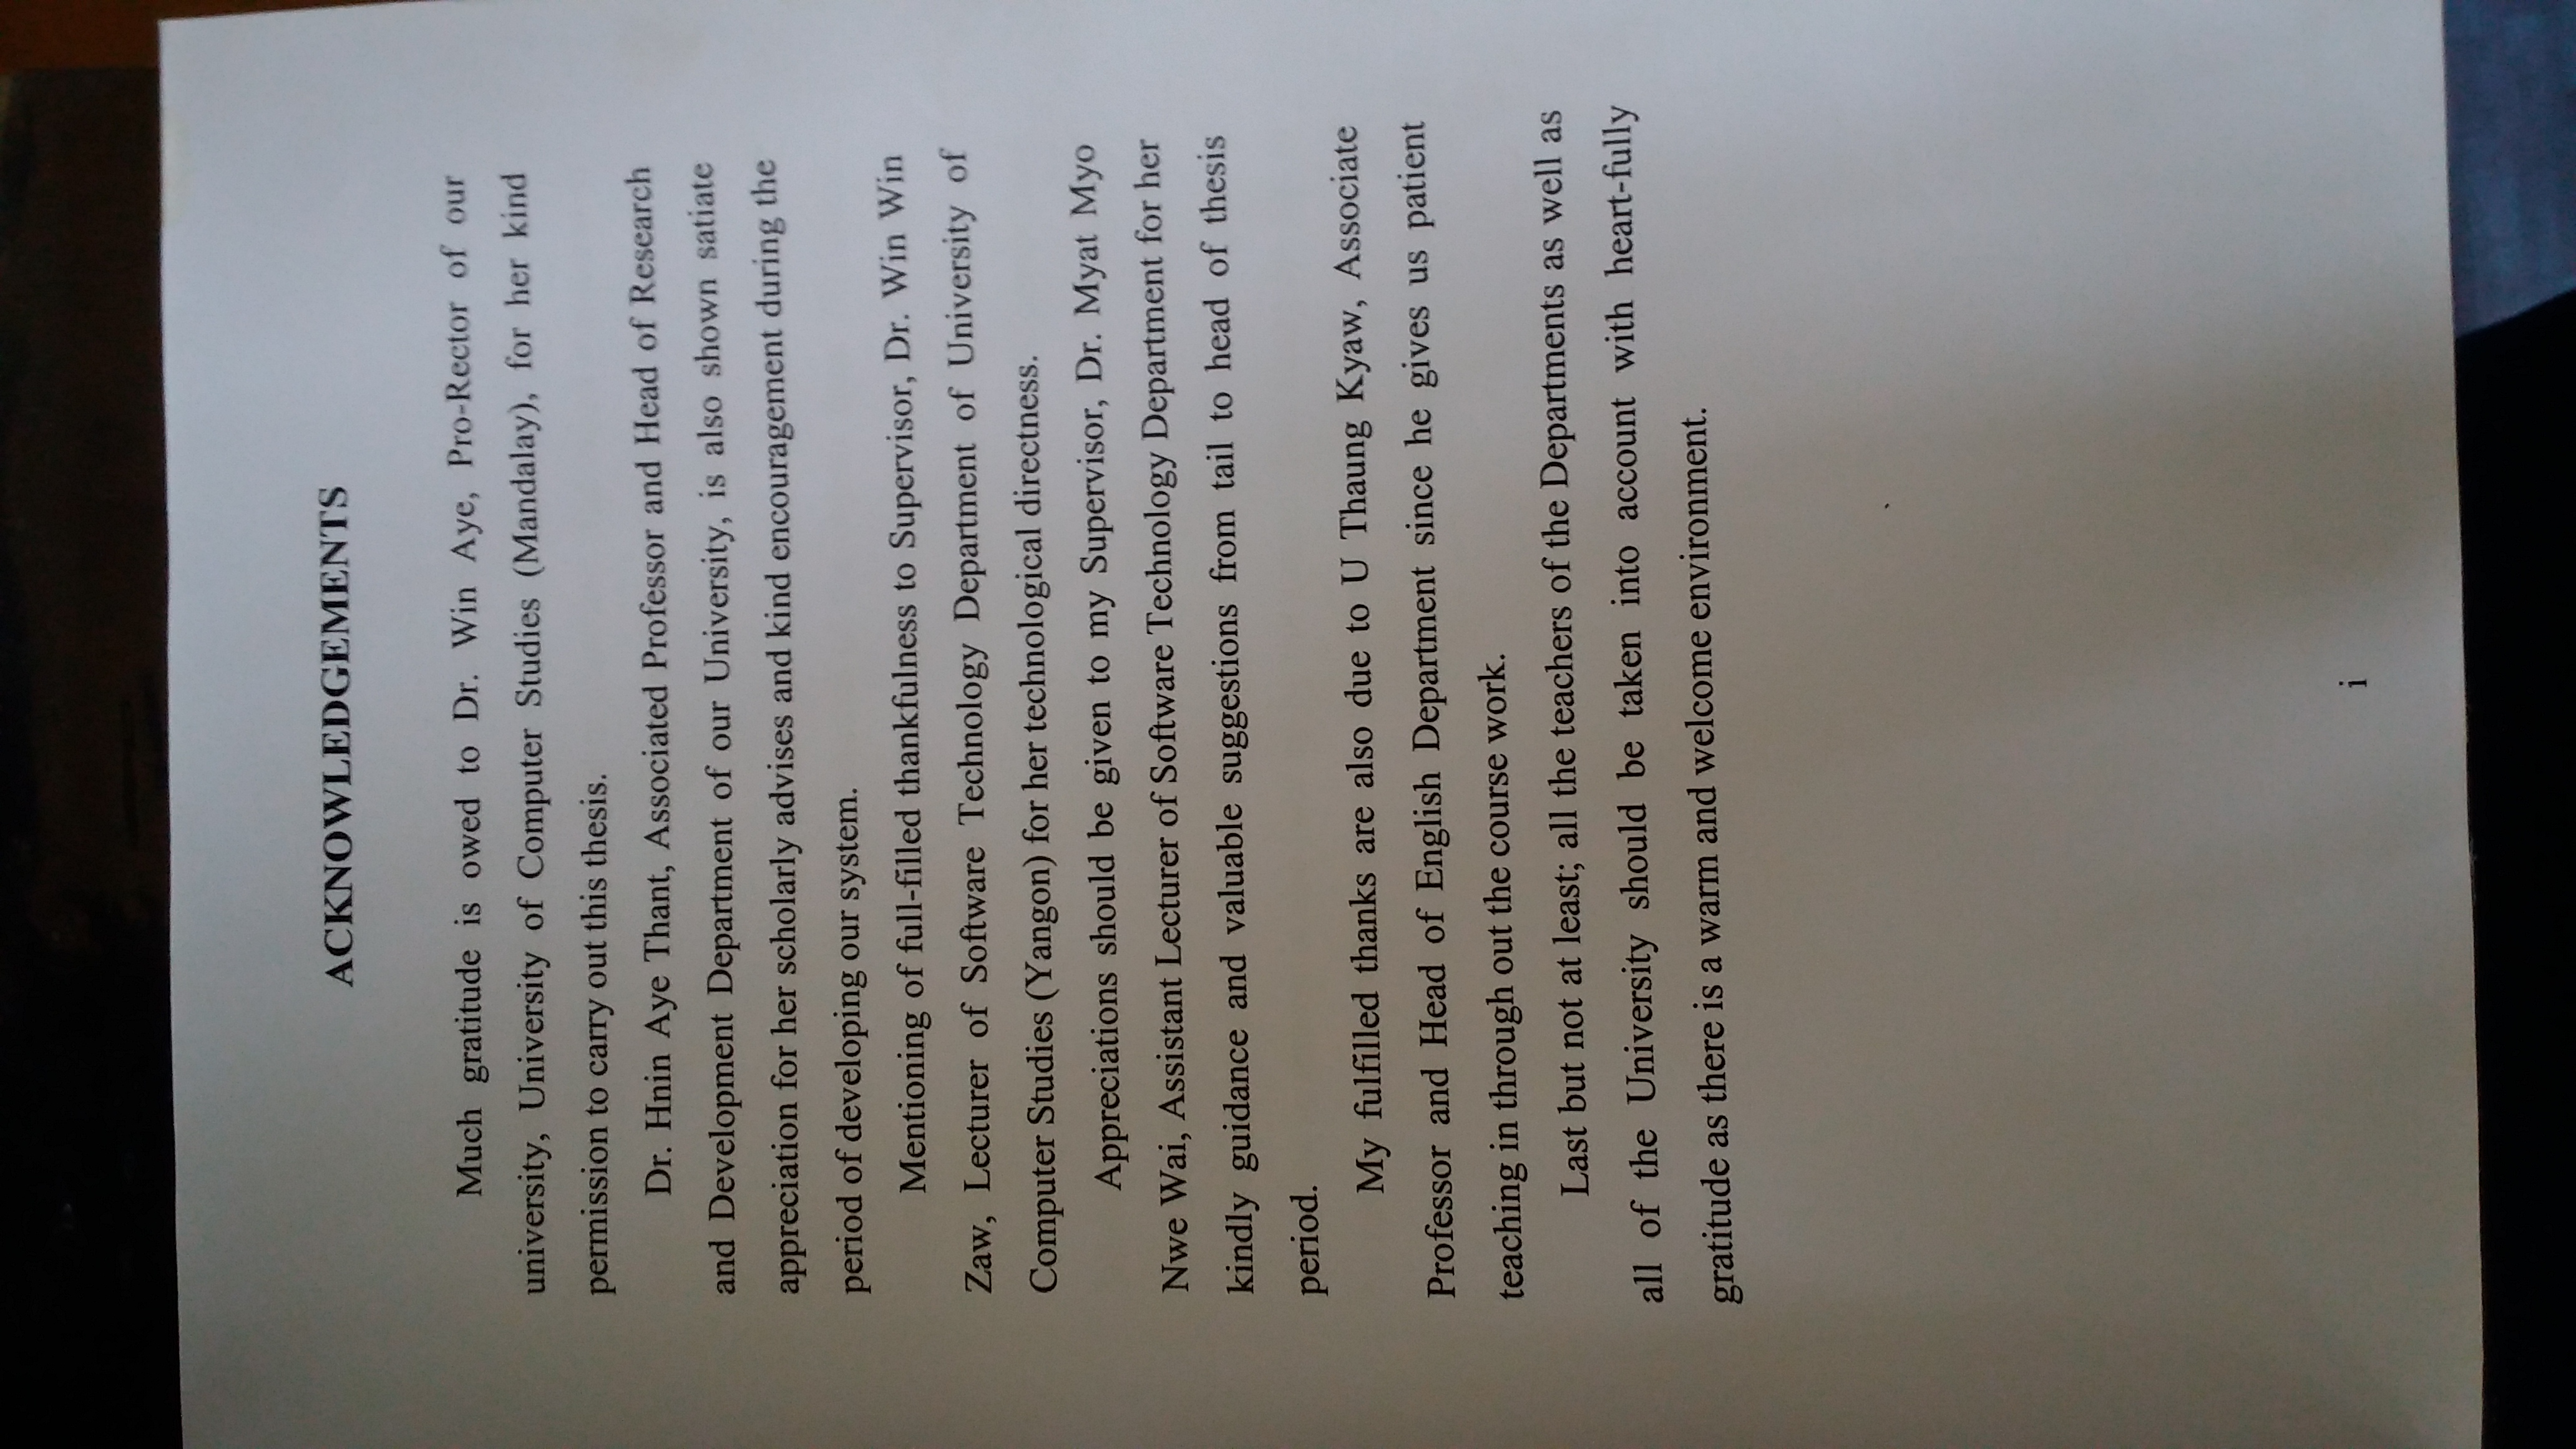 ACKNOWLEDGEMENTS
Much gratitude is owed to Dr. Win Aye, Pro-Rector of our
university, University of Computer Studies (Mandalay), for her kind
permission to carry out this thesis.
Dr. Hnin Aye Thant, Associated Professor and Head of Research
and Development Department of our University, is also shown satiate
appreciation for her scholarly advises and kind encouragement during the
period of developing our system.
Mentioning of full-filled thankfulness to Supervisor, Dr. Win Win
Zaw, Lecturer of Software Technology Department of University of
Computer Studies (Yangon) for her technological directness.
Appreciations should be given to my Supervisor, Dr. Myat Myo
Nwe Wai, Assistant Lecturer of Software Technology Department for her
kindly guidance and valuable suggestions from tail to head of thesis
period.
My fulfilled thanks are also due to U Thaung Kyaw, Associate
Professor and Head of English Department since he gives us patient
teaching in through out the course work.
Last but not at least; all the teachers of the Departments as well as
all of the University should be taken into account with heart-fully
gratitude as there is a warm and welcome environment.
i